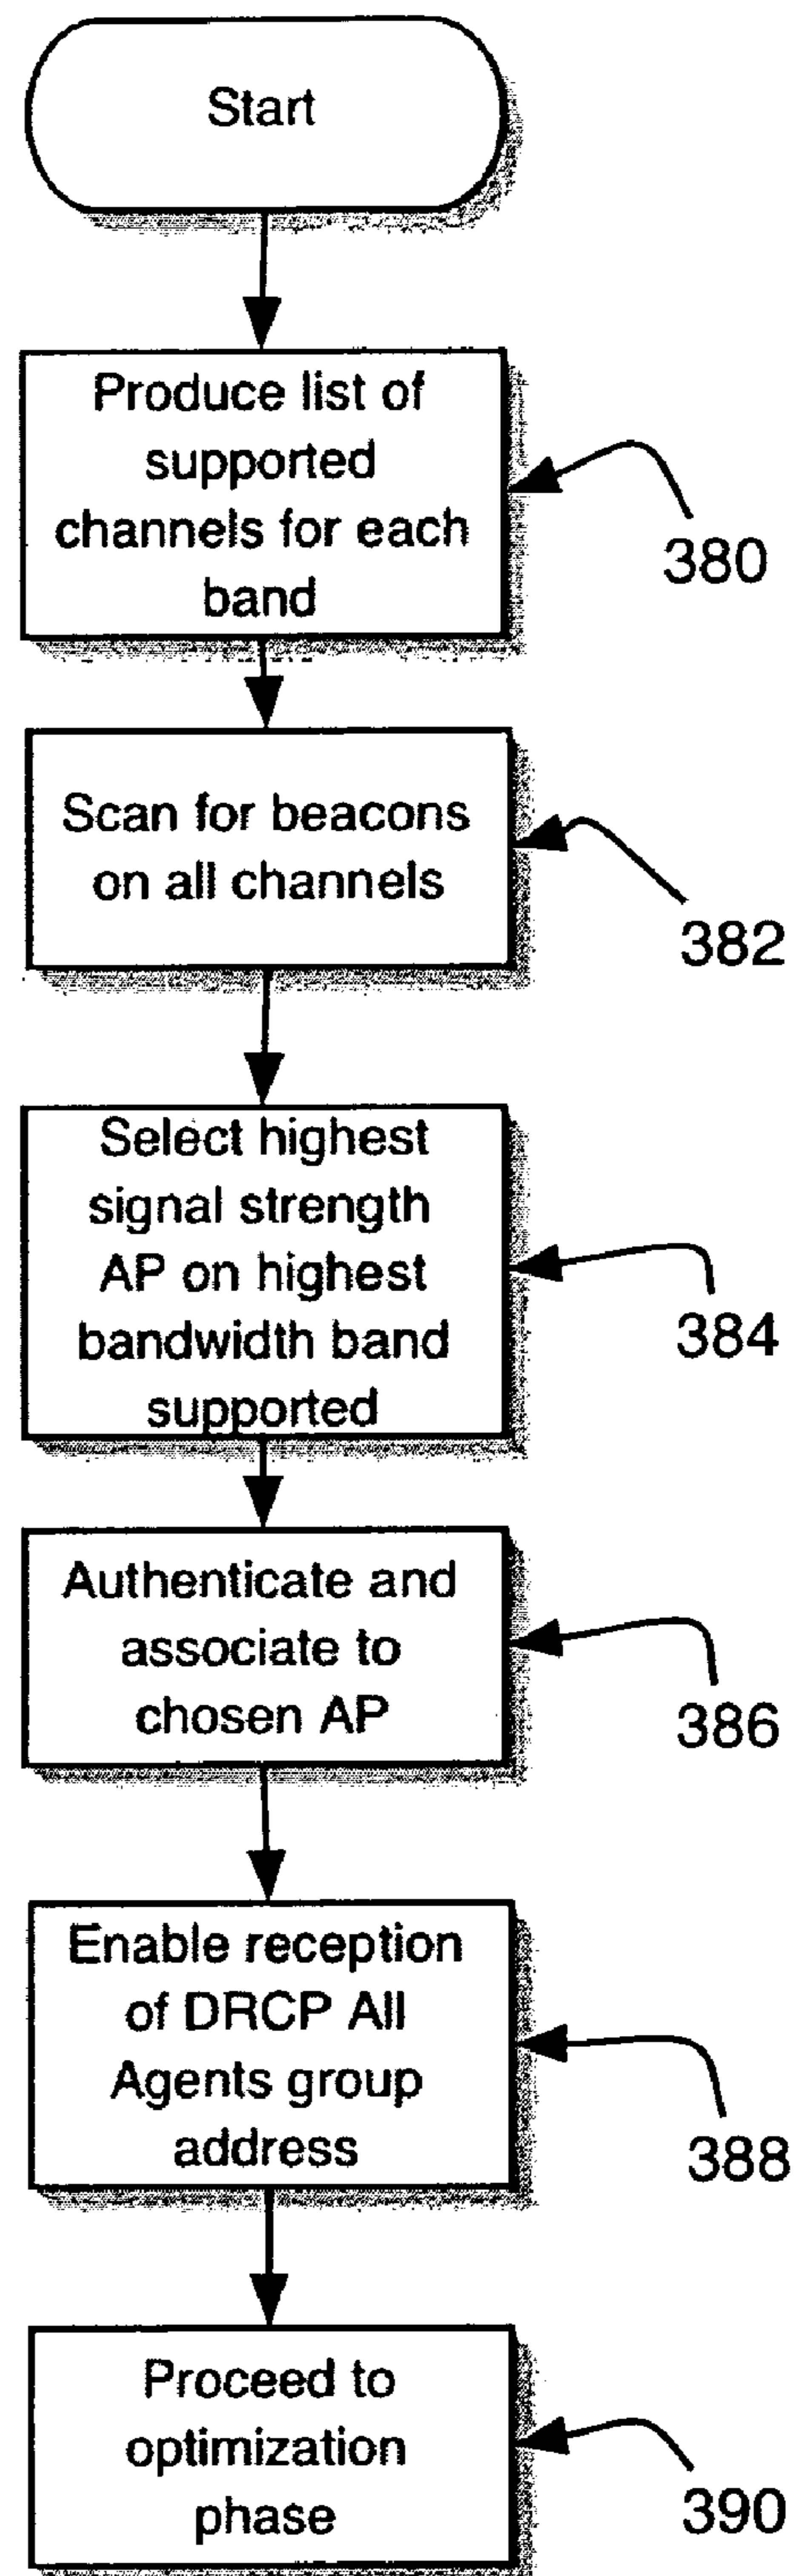 Start
Produce list of
supported
channels for each
band
380
Scan for beacons
on all channels
382
Select highest
signal strength
AP on highest
bandwidth band
supported
384
Authenticate and
associate to
chosen AP
386
Enable reception
of DRCP All
Agents group
address
388
Proceed to
optimization
phase
390